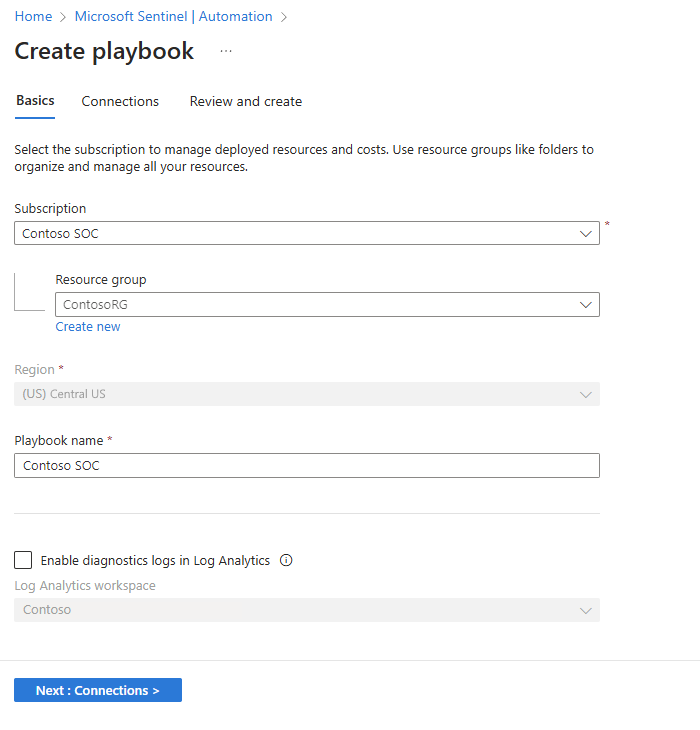 Home > Microsoft Sentinel | Automation >
Create playbook ...
Basics Connections Review and create
Select the subscription to manage deployed resources and costs. Use resource groups like folders to
organize and manage all your resources.
Subscription
Contoso SOC *
Resource group
ContosoRG
Create new
Region *
(US) Central US
Playbook name *
Contoso SOC
Enable diagnostics logs in Log Analytics
Log Analytics workspace
Contoso
Next : Connections >